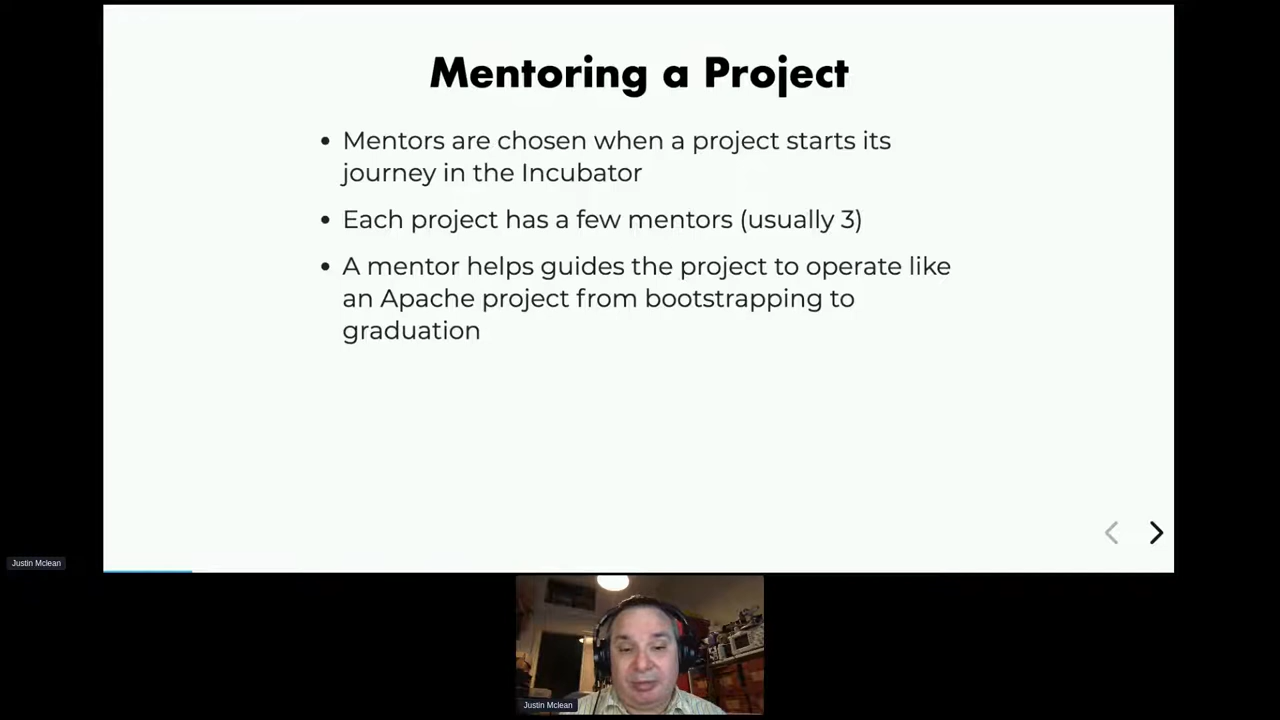 Mentoring a Project
• Mentors are chosen when a project starts its
journey in the Incubator
• Each project has a few mentors (usually 3)
• A mentor helps guides the project to operate like
an Apache project from bootstrapping to
graduation
Justin Mclean
Justin Mclean